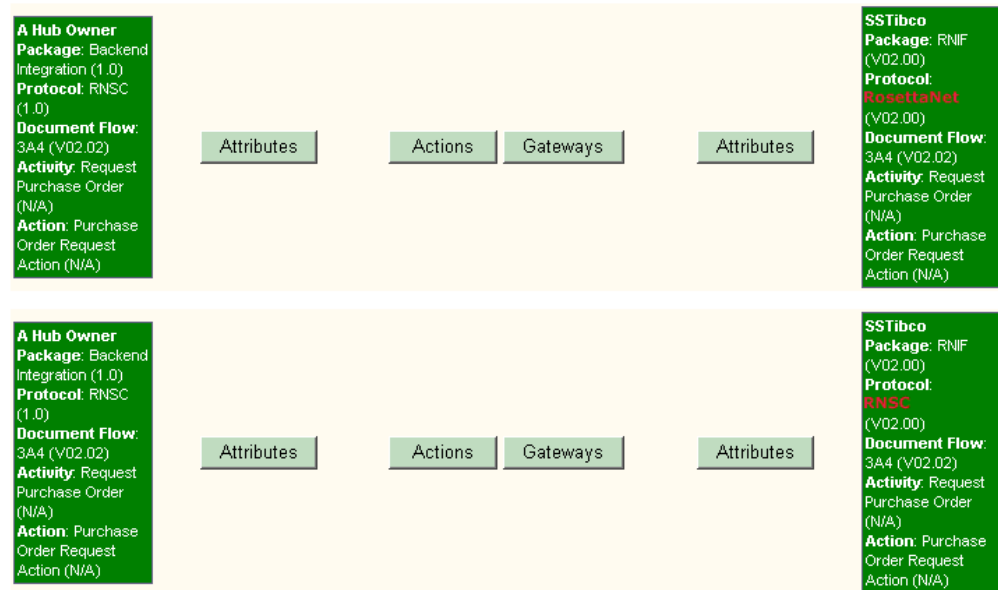 A Hub Owner
Package: Backend
Integration (1.0)
Protocol: RNSC
(1.0)
Document Flow:
3A4 (V02.02)
Activity: Request
Purchase Order
(N/A)
Action: Purchase
Order Request
Action (N/A)
Attributes
Actions
Gateways
Attributes
SSTibco
Package: RNIF
(V02.00)
Protocol:
RosettaNet
(V02.00)
Document Flow:
3A4 (V02.02)
Activity: Request
Purchase Order
(N/A)
Action: Purchase
Order Request
Action (N/A)
A Hub Owner
Package: Backend
Integration (1.0)
Protocol: RNSC
(1.0)
Document Flow:
3A4 (V02.02)
Activity: Request
Purchase Order
(N/A)
Action: Purchase
Order Request
Action (N/A)
Attributes
Actions
Gateways
Attributes
SSTibco
Package: RNIF
(V02.00)
Protocol:
RNSC
(V02.00)
Document Flow:
3A4 (V02.02)
Activity: Request
Purchase Order
(N/A)
Action: Purchase
Order Request
Action (N/A)